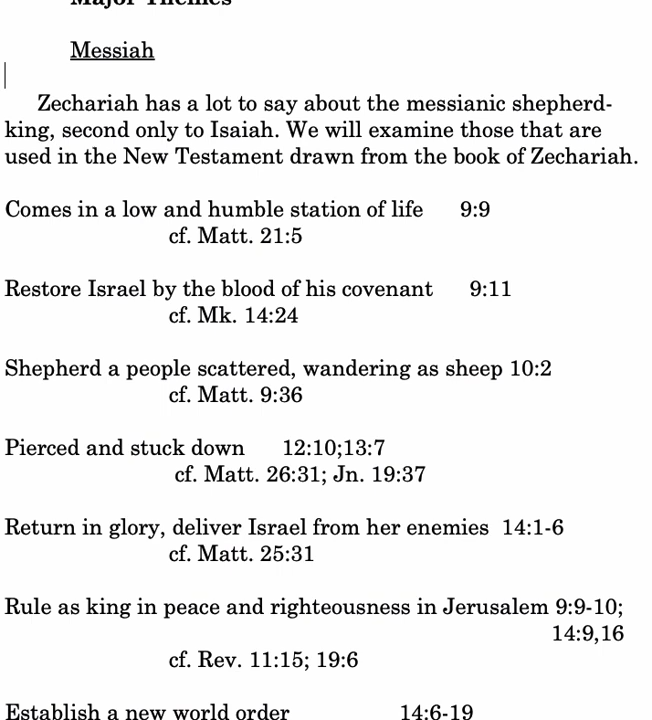 Major Themes
Messiah
Zechariah has a lot to say about the messianic shepherd-
king, second only to Isaiah. We will examine those that are
used in the New Testament drawn from the book of Zechariah.
Comes in a low and humble station of life 9:9
cf. Matt. 21:5
Restore Israel by the blood of his covenant 9:11
cf. Mk. 14:24
Shepherd a people scattered, wandering as sheep 10:2
cf. Matt. 9:36
Pierced and stuck down 12:10;13:7
cf. Matt. 26:31; Jn. 19:37
Return in glory, deliver Israel from her enemies 14:1-6
cf. Matt. 25:31
Rule as king in peace and righteousness in Jerusalem 9:9-10;
14:9,16
cf. Rev. 11:15; 19:6
Establish a new world order 14:6-19